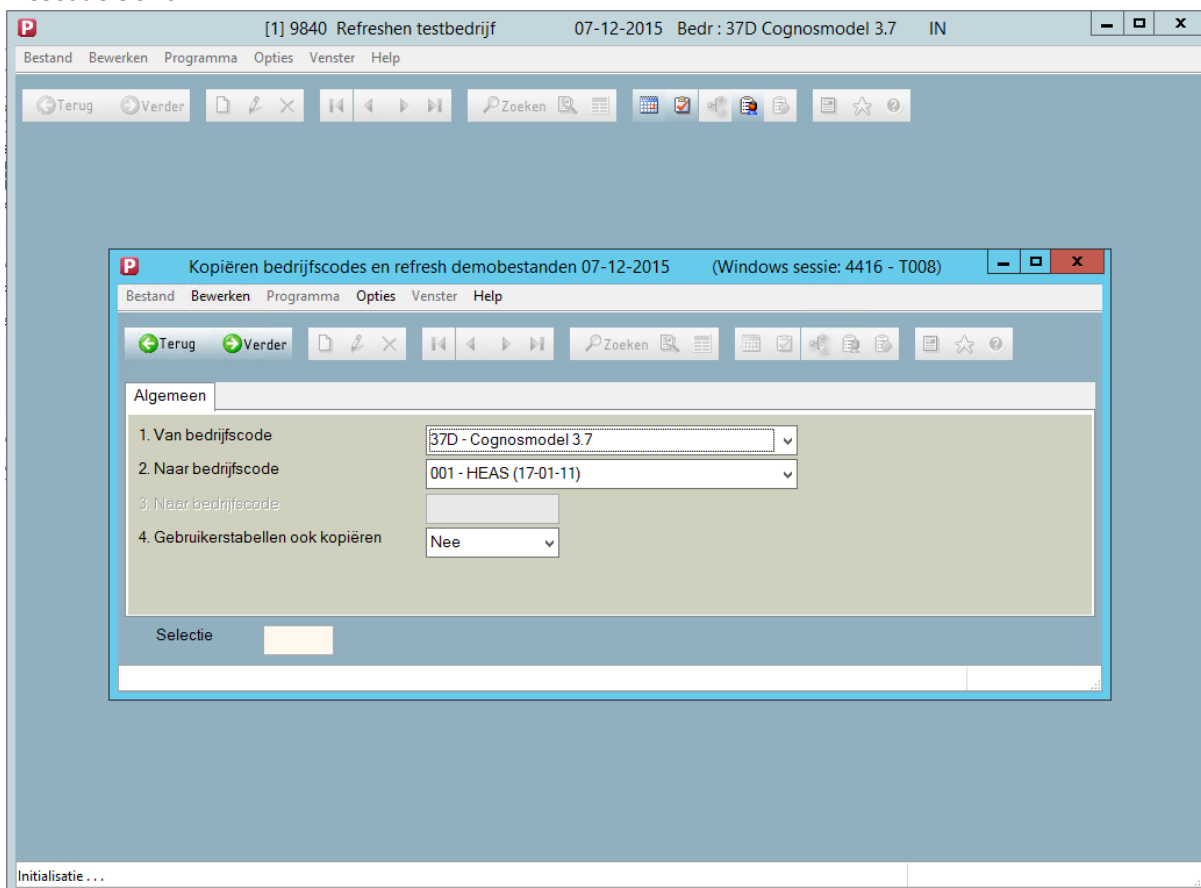 [1] 9840 Refreshen testbedrijf 07-12-2015 Bedr : 37D Cognosmodel 3.7 IN
Bestand Bewerken Programma Opties Venster Help
Terug Verder Zoeken
Kopiëren bedrijfscodes en refresh demobestanden 07-12-2015 (Windows sessie: 4416 - T008)
Bestand Bewerken Programma Opties Venster Help
Terug Verder Zoeken
Algemeen
1. Van bedrijfscode 37D - Cognosmodel 3.7
2. Naar bedrijfscode 001 - HEAS (17-01-11)
3. Naar bedrijfscode
4. Gebruikerstabellen ook kopiëren Nee
Selectie
Initialisatie . . .